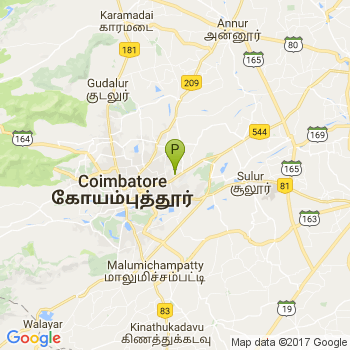 Karamadai
காரமடை
Annur
அன்னூர்
80
181
165
Gudalur
குடலூர்
209
544
164
P
Coimbatore
கோயம்புத்தூர்
Sulur
சூலூர்
165
81
19
163
Malumichampatty
மாலுமிச்சம்பட்டி
83
Walayar
Kinathukadavu
கிணத்துக்கடவு
Google
Map data ©2017 Google